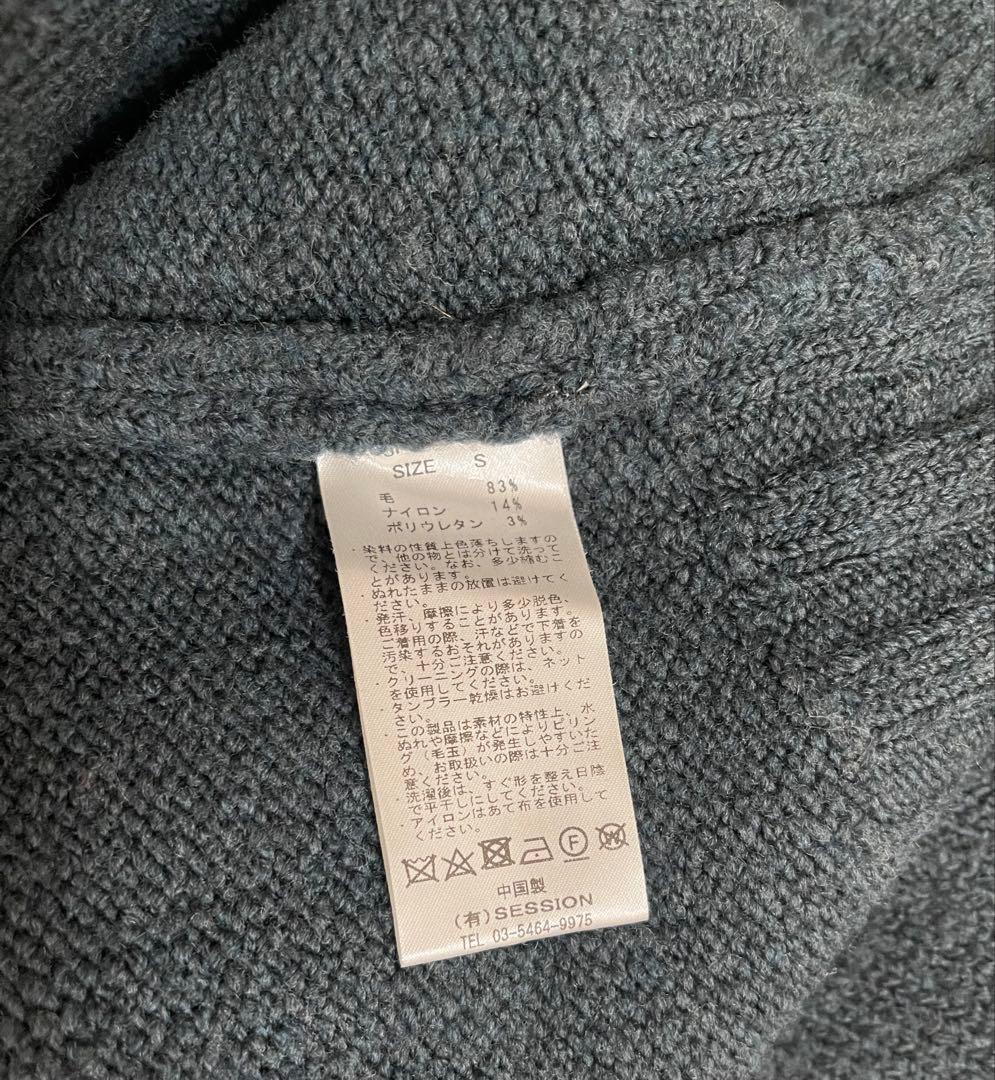 SIZE S
毛 83%
ナイロン 14%
ポリウレタン 3%
・染料の性質上色落ちしますの
で、他の物とは分けて洗って
ください。なお、多少縮むこ
とがあります。
・ぬれたままの放置は避けてく
ださい。
・発汗、摩擦により多少脱色、
色移りすることがあります。
ご着用の際、汗などで下着を
汚染するおそれがありますの
で、十分ご注意ください。
・クリーニングの際は、ネット
を使用してください。
・タンブラー乾燥はお避けくだ
さい。
・この製品は素材の特性上、水
ぬれや摩擦などによりピリン
グ（毛玉）が発生しやすいた
め、お取扱いの際は十分ご注
意ください。
・洗濯後は、すぐ形を整え日陰
で平干しにしてください。
・アイロンはあて布を使用して
ください。
F W
中国製
(有)SESSION
TEL 03-5464-9975